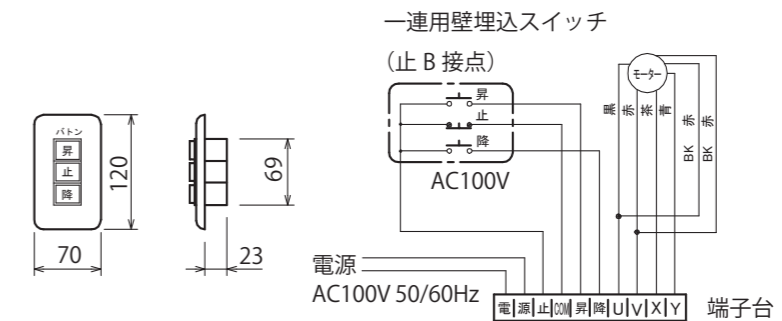 一連用壁埋込スイッチ
(止 B 接点)
昇
止
降
AC100V
モーター
黒
赤
茶
青
BK 赤
BK 赤
バトン
昇
止
降
120
70
69
23
電源
AC100V 50/60Hz
電 源 止 COM 昇 降 U V X Y
端子台